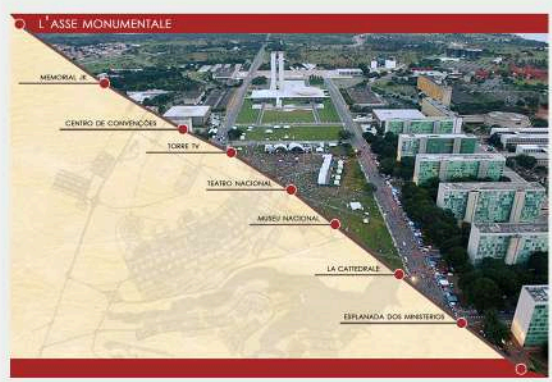 L'ASSE MONUMENTALE
MEMORIAL JK
CENTRO DE CONVENÇÕES
TORRE TV
TEATRO NACIONAL
MUSEU NACIONAL
LA CATTEDRALE
ESPLANADA DOS MINISTERIOS